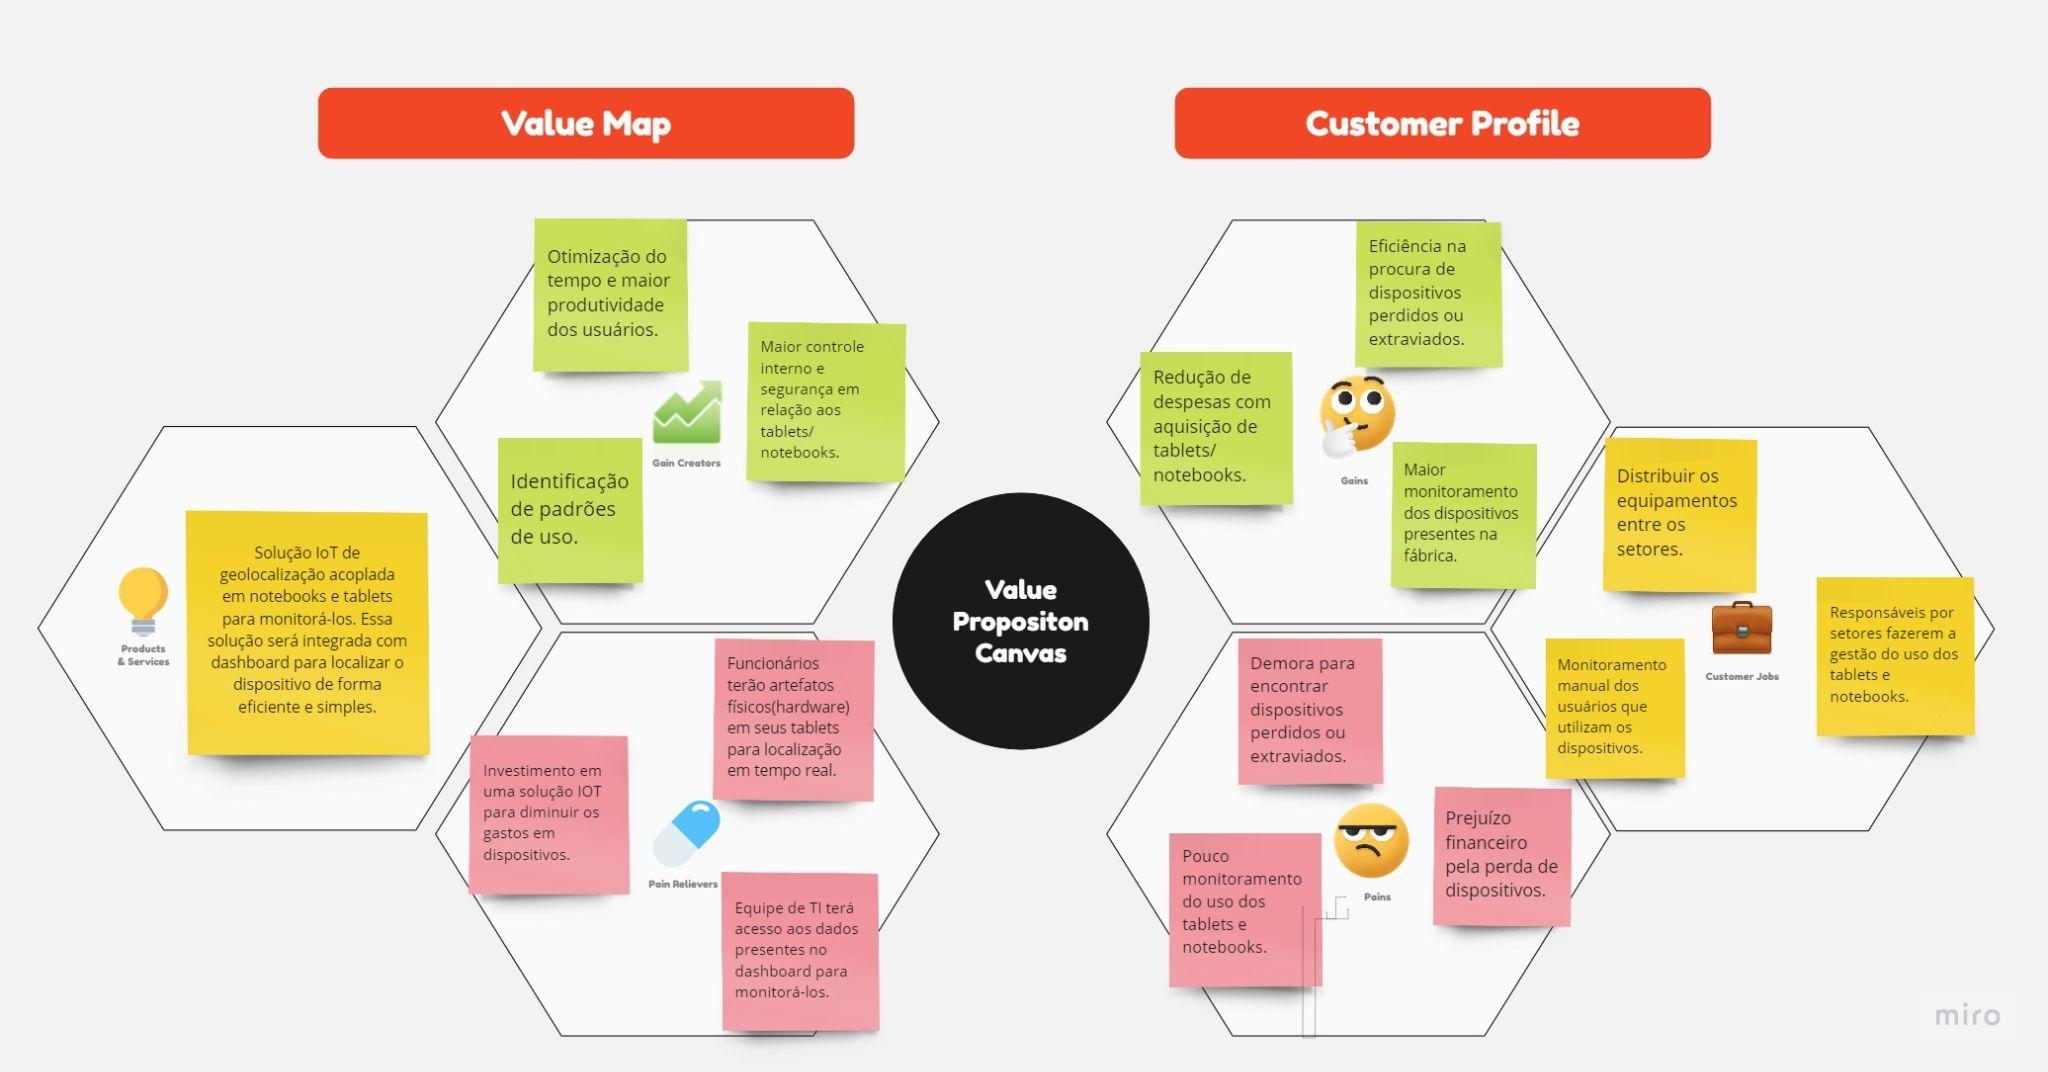 Value Map
Customer Profile
Otimização do
tempo e maior
produtividade
dos usuários.
Maior controle
interno e
segurança em
relação aos
tablets/
notebooks.
Gain Creators
Identificação
de padrões
de uso.
Solução IoT de
geolocalização acoplada
em notebooks e tablets
para monitorá-los. Essa
solução será integrada com
dashboard para localizar o
dispositivo de forma
eficiente e simples.
Products
& Services
Funcionários
terão artefatos
físicos(hardware)
em seus tablets
para localização
em tempo real.
Investimento em
uma solução IOT
para diminuir os
gastos em
dispositivos.
Pain Relievers
Equipe de TI terá
acesso aos dados
presentes no
dashboard para
monitorá-los.
Value
Propositon
Canvas
Eficiência na
procura de
dispositivos
perdidos ou
extraviados.
Redução de
despesas com
aquisição de
tablets/
notebooks.
Gains
Maior
monitoramento
dos dispositivos
presentes na
fábrica.
Distribuir os
equipamentos
entre os
setores.
Responsáveis por
setores fazerem a
gestão do uso dos
tablets e
notebooks.
Customer Jobs
Monitoramento
manual dos
usuários que
utilizam os
dispositivos.
Demora para
encontrar
dispositivos
perdidos ou
extraviados.
Prejuízo
financeiro
pela perda de
dispositivos.
Pouco
monitoramento
do uso dos
tablets e
notebooks.
Pains
miro